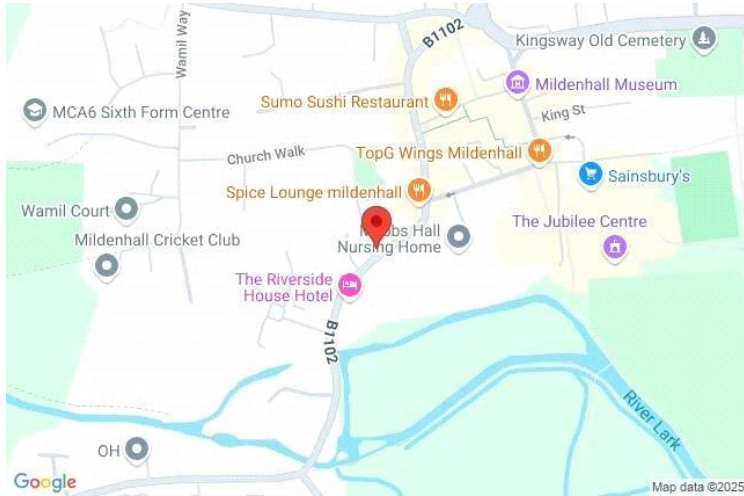 B1102
Kingsway Old Cemetery
Wamil Way
Mildenhall Museum
Sumo Sushi Restaurant
MCA6 Sixth Form Centre
King St
Church Walk
TopG Wings Mildenhall
Sainsbury's
Spice Lounge mildenhall
Wamil Court
The Jubilee Centre
Mildenhall Cricket Club
Hall
Nursing Home
The Riverside
House Hotel
B1102
River Lark
OH
Google
Map data ©2025